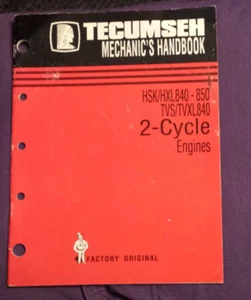 TECUMSEH
MECHANIC'S HANDBOOK
HSK/HXL840 - 850
TVS/TVXL840
2-Cycle
Engines
FACTORY ORIGINAL